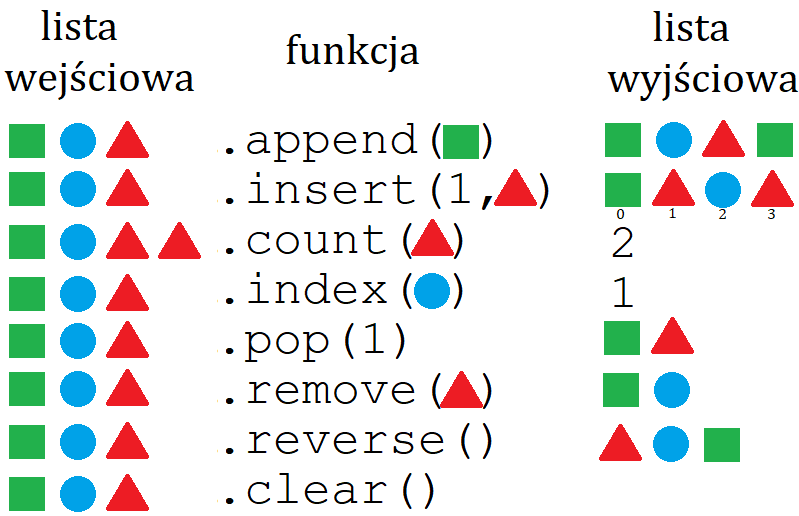 lista wejściowa
funkcja
lista wyjściowa
.append( )
.insert(1, )
0 1 2 3
.count( ) 2
.index( ) 1
.pop(1)
.remove( )
.reverse()
.clear()